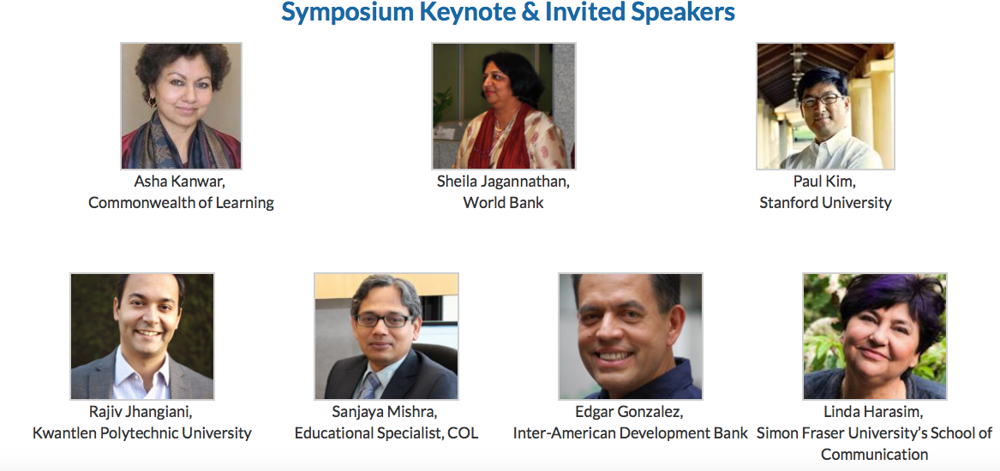 Symposium Keynote & Invited Speakers
Asha Kanwar,
Commonwealth of Learning
Sheila Jagannathan,
World Bank
Paul Kim,
Stanford University
Rajiv Jhangiani,
Kwantlen Polytechnic University
Sanjaya Mishra,
Educational Specialist, COL
Edgar Gonzalez,
Inter-American Development Bank
Linda Harasim,
Simon Fraser University’s School of
Communication